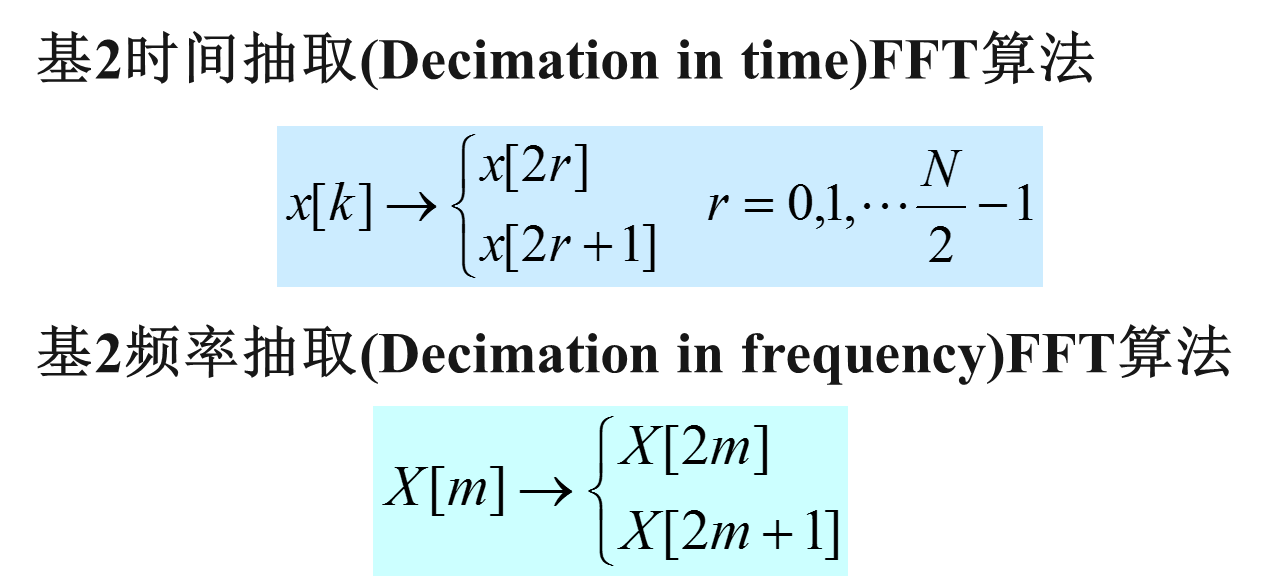 基2时间抽取(Decimation in time)FFT算法
x[k] → { x[2r]   r = 0,1,⋯ N/2 − 1
x[2r + 1]
基2频率抽取(Decimation in frequency)FFT算法
X[m] → { X[2m]
X[2m + 1]